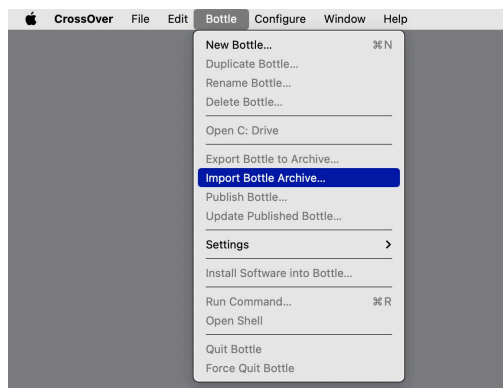 CrossOver File Edit Bottle Configure Window Help
New Bottle... ⌘N
Duplicate Bottle...
Rename Bottle...
Delete Bottle...
Open C: Drive
Export Bottle to Archive...
Import Bottle Archive...
Publish Bottle...
Update Published Bottle...
Settings
Install Software into Bottle...
Run Command... ⌘R
Open Shell
Quit Bottle
Force Quit Bottle